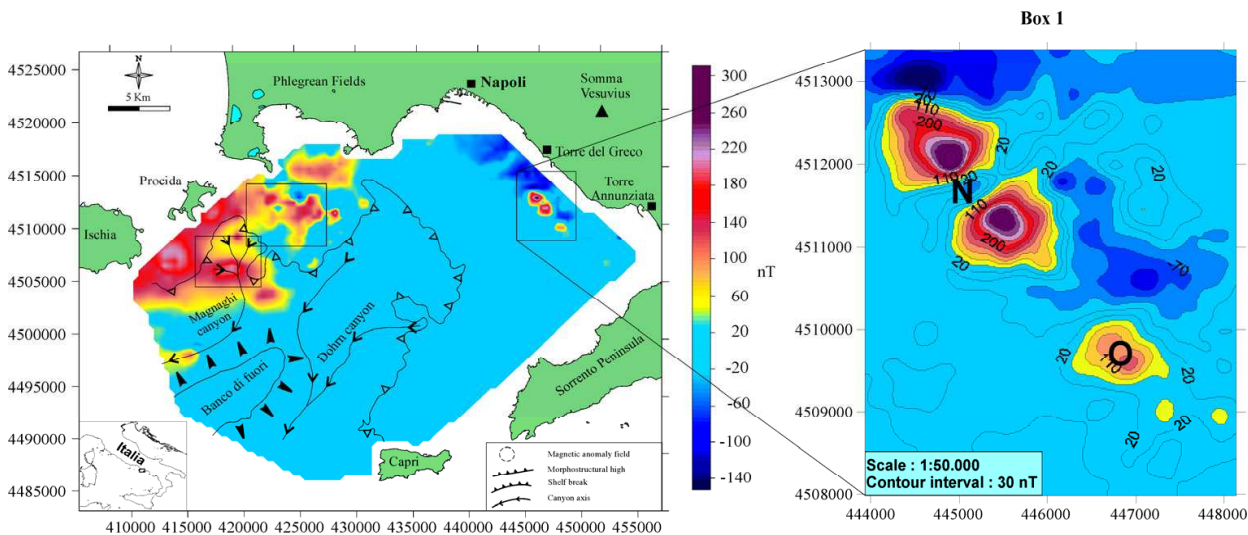 Box 1
4525000
4520000
4515000
4510000
4505000
4500000
4495000
4490000
4485000
410000 415000 420000 425000 430000 435000 440000 445000 450000 455000
N
5 Km
Phlegrean Fields
Napoli
Somma
Vesuvius
Torre del Greco
Torre
Annunziata
Procida
Ischia
Magnaghi
canyon
Dohrn canyon
Banco di fuori
Sorrento Peninsula
Capri
Italia
Magnetic anomaly field
Morphostructural high
Shelf break
Canyon axis
300
260
220
180
140
100
60
20
-20
-60
-100
-140
nT
4513000
4512000
4511000
4510000
4509000
4508000
444000 445000 446000 447000 448000
-70
-110
200
20
20
20
110
N
110
200
20
-70
20
O
20
20
20
20
Scale : 1:50.000
Contour interval : 30 nT